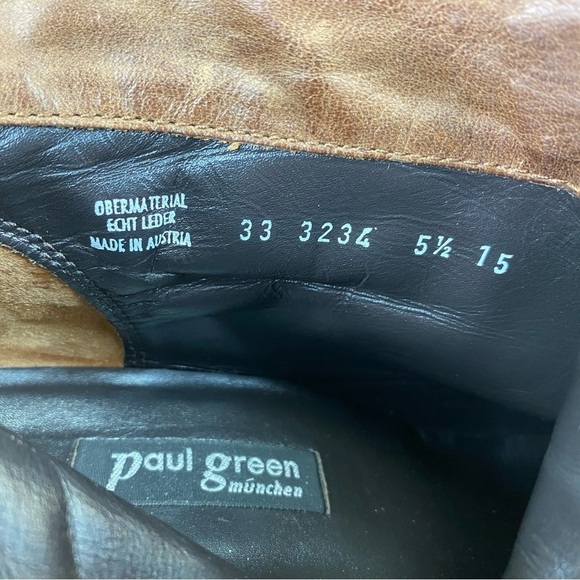 OBERMATERIAL
ECHT LEDER
MADE IN AUSTRIA
33 3234 5½ 15
paul green
münchen